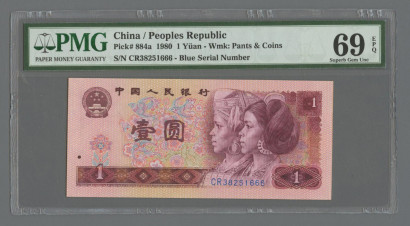 PMG
PAPER MONEY GUARANTY
China / Peoples Republic
Pick# 884a 1980 1 Yüan - Wmk: Pants & Coins
S/N CR38251666 - Blue Serial Number
69 EPQ
Superb Gem Unc
中国人民银行
1
壹圆
CR38251666
1
1